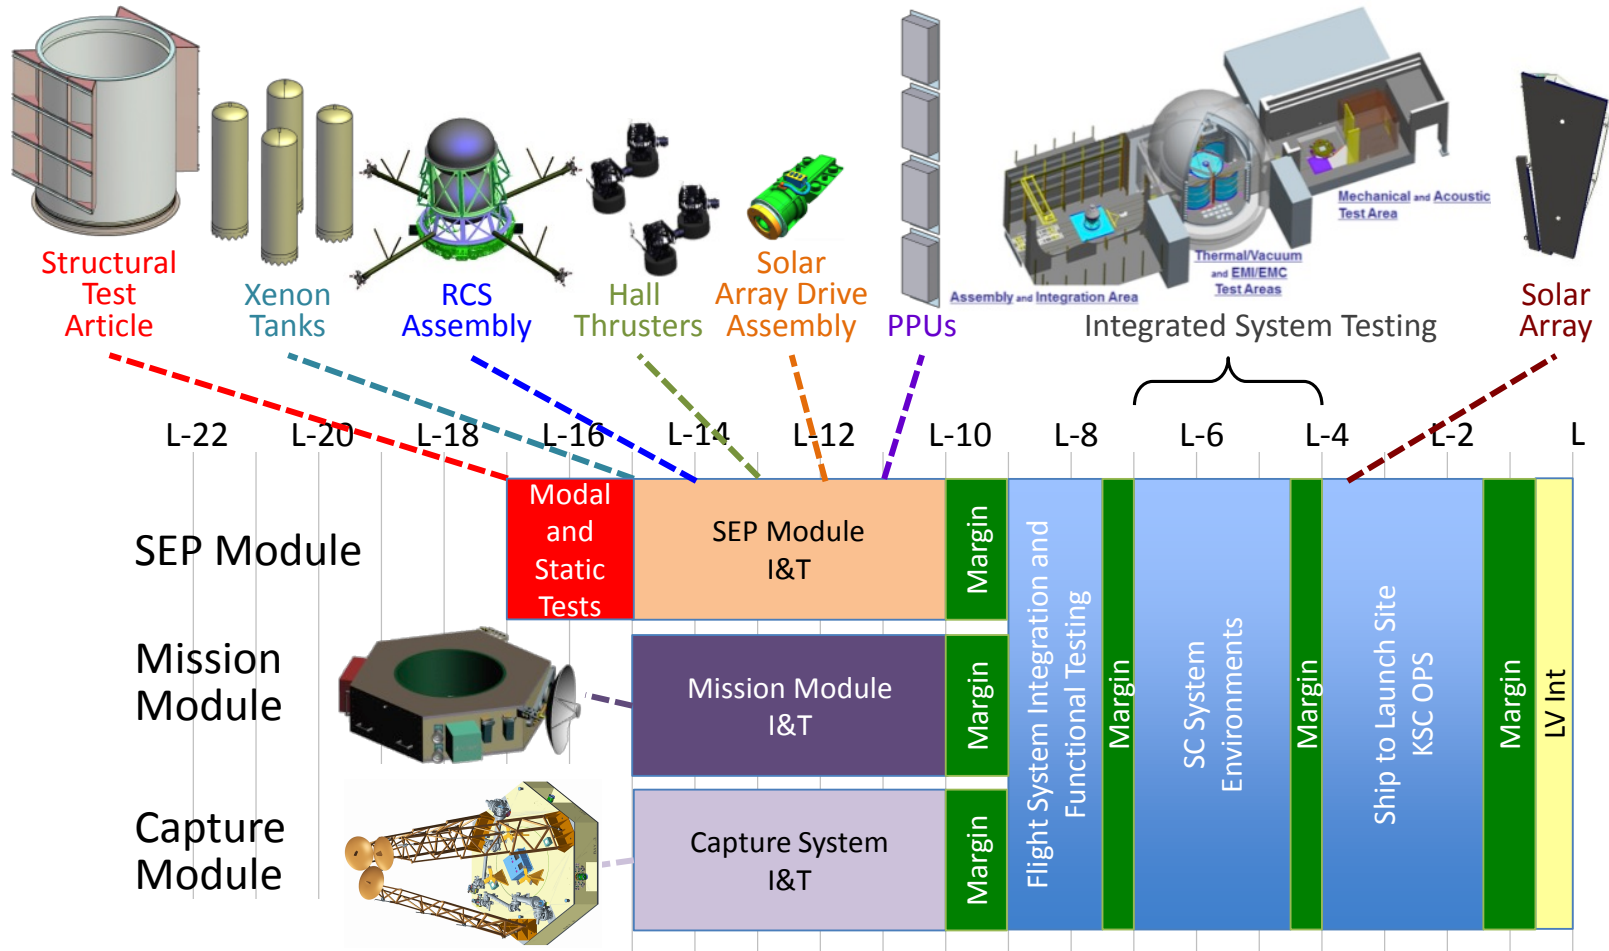 Structural
Test
Article
Xenon
Tanks
RCS
Assembly
Hall
Thrusters
Solar
Array Drive
Assembly
PPUs
Assembly and Integration Area
Thermal/Vacuum
and EMI/EMC
Test Areas
Mechanical and Acoustic
Test Area
Integrated System Testing
Solar
Array
L-22
L-20
L-18
L-16
L-14
L-12
L-10
L-8
L-6
L-4
L-2
L
SEP Module
Modal
and
Static
Tests
SEP Module
I&T
Margin
Mission
Module
Mission Module
I&T
Margin
Capture
Module
Capture System
I&T
Margin
Flight System Integration and
Functional Testing
Margin
SC System
Environments
Margin
Ship to Launch Site
KSC OPS
Margin
LV Int